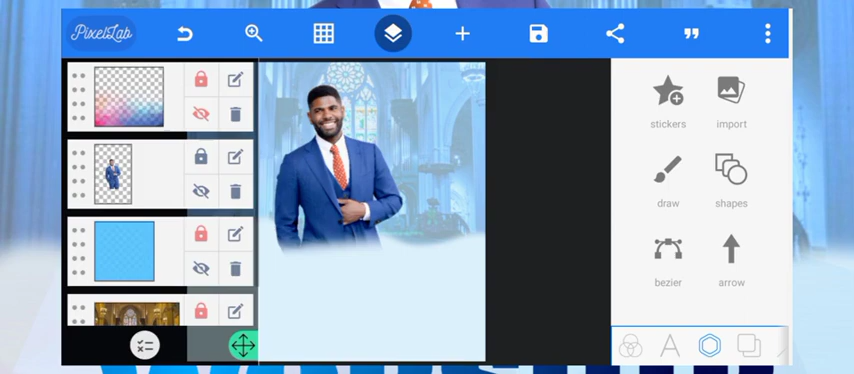 PixelLab
stickers
import
draw
shapes
bezier
arrow